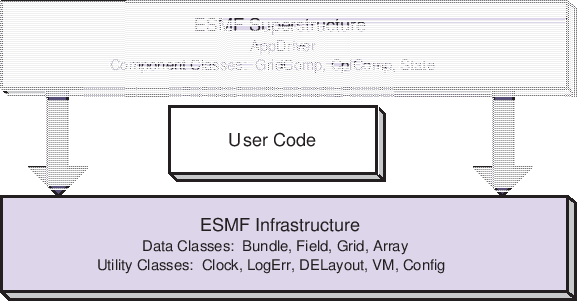 ESMF Superstructure
AppDriver
Component Classes: GridComp, CplComp, State
User Code
ESMF Infrastructure
Data Classes: Bundle, Field, Grid, Array
Utility Classes: Clock, LogErr, DELayout, VM, Config